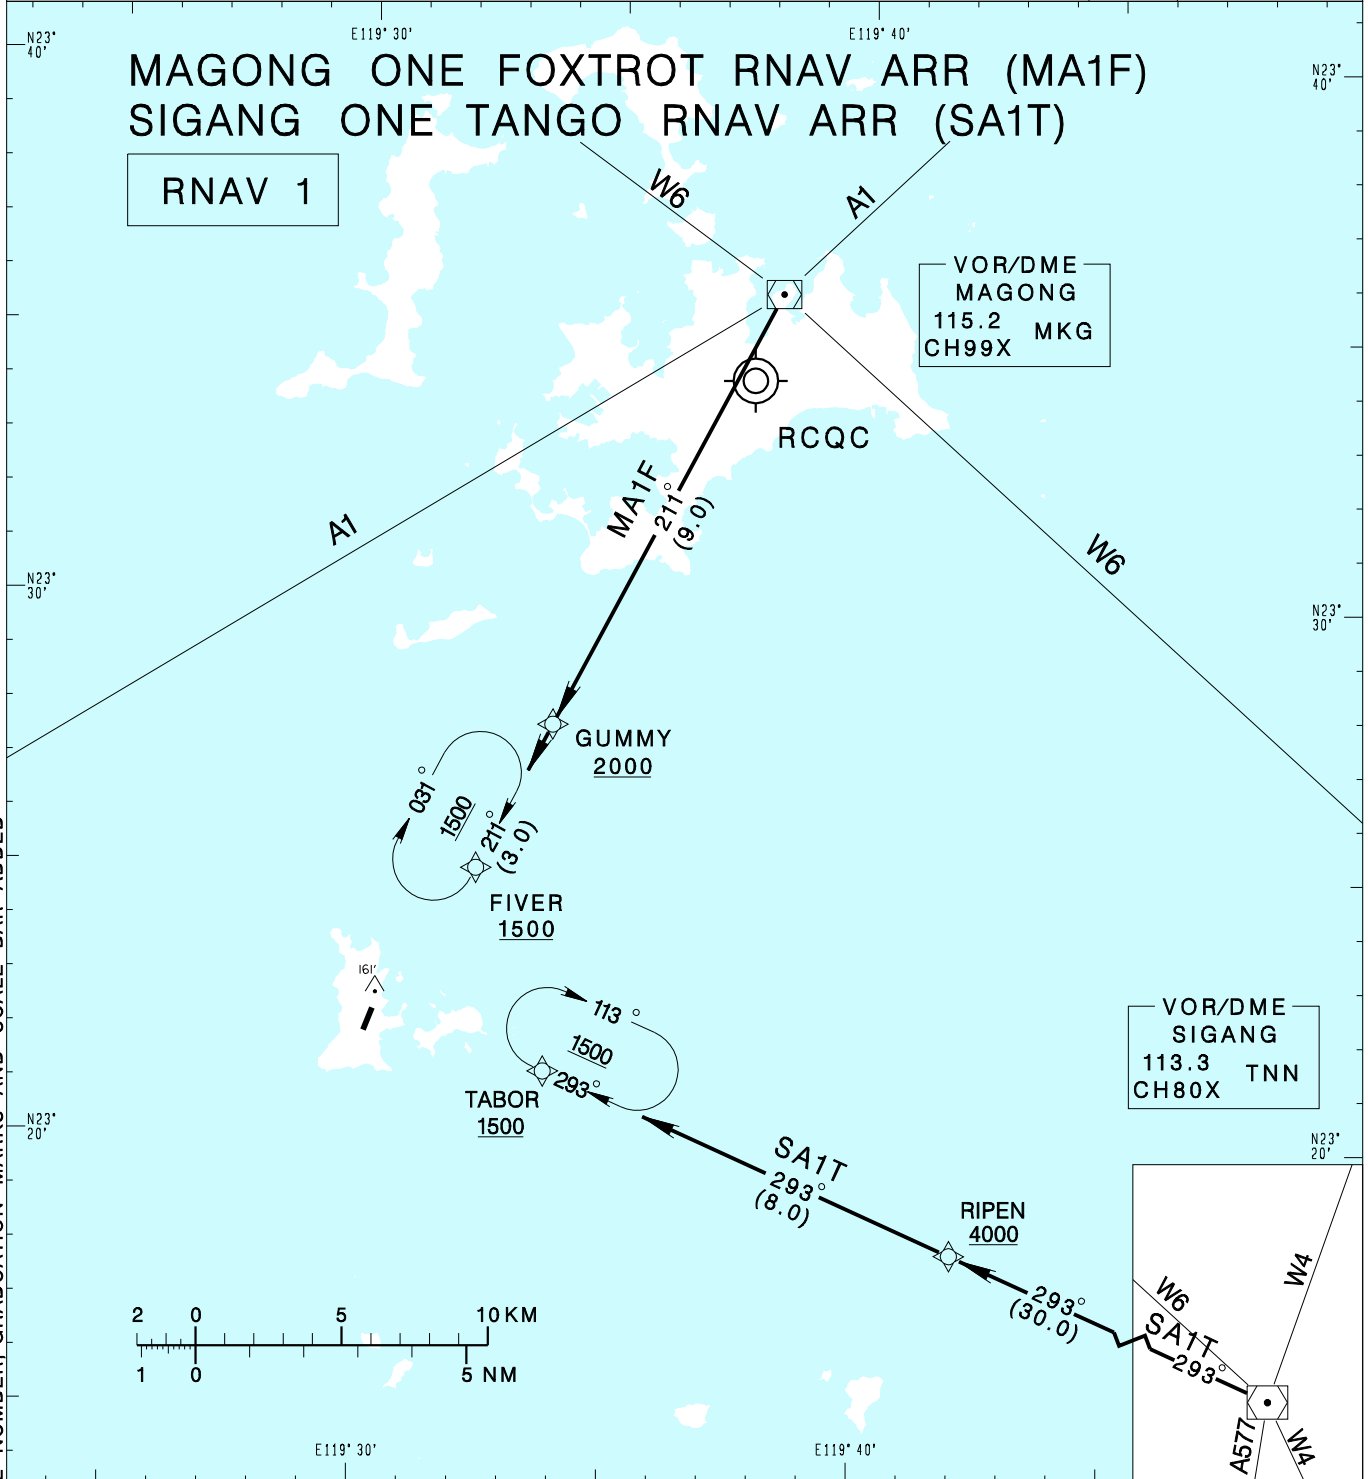 E119° 30'
E119° 40'
N23°
40'
N23°
40'
MAGONG ONE FOXTROT RNAV ARR (MA1F)
SIGANG ONE TANGO RNAV ARR (SA1T)
RNAV 1
W6
A1
VOR/DME
MAGONG
115.2
CH99X
MKG
RCQC
MA1F
211°
(9.0)
A1
W6
N23°
30'
N23°
30'
GUMMY
2000
031°
1500
211°
(3.0)
FIVER
1500
161'
113°
1500
293°
TABOR
1500
VOR/DME
SIGANG
113.3
CH80X
TNN
N23°
20'
N23°
20'
SA1T
293°
(8.0)
RIPEN
4000
293°
(30.0)
W6
W4
SA1T
293°
A577
W4
2 0 5 10 KM
1 0 5 NM
E119° 30'
E119° 40'